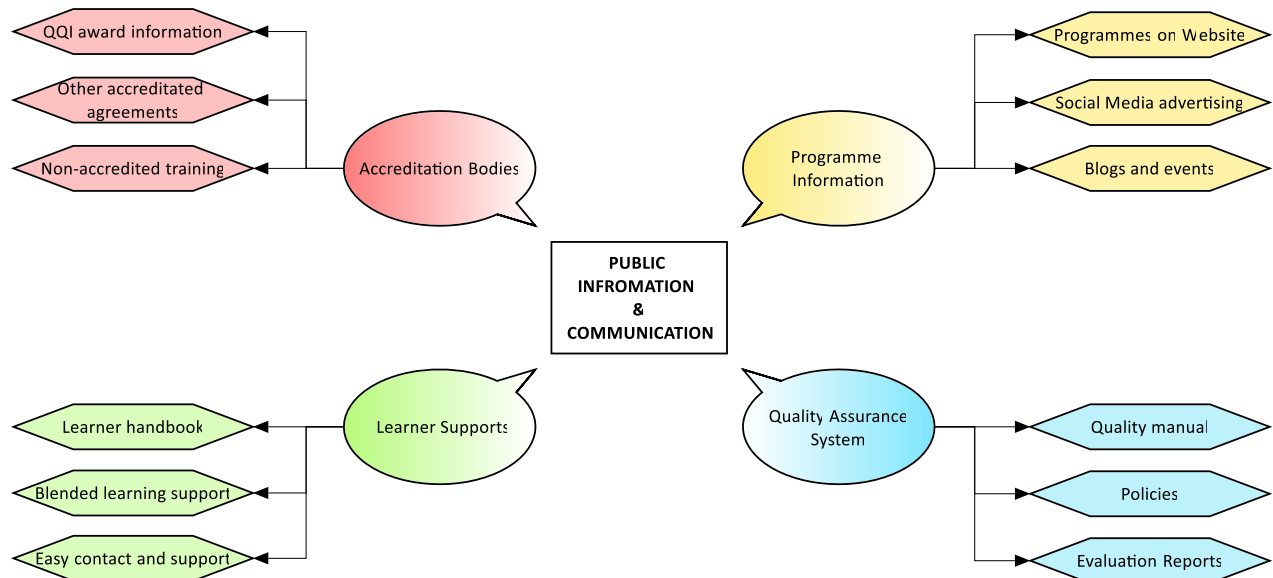 QQI award information
Other accreditated
agreements
Non-accredited training
Accreditation Bodies
Programme
Information
Programmes on Website
Social Media advertising
Blogs and events
PUBLIC
INFROMATION
&
COMMUNICATION
Learner handbook
Blended learning support
Easy contact and support
Learner Supports
Quality Assurance
System
Quality manual
Policies
Evaluation Reports